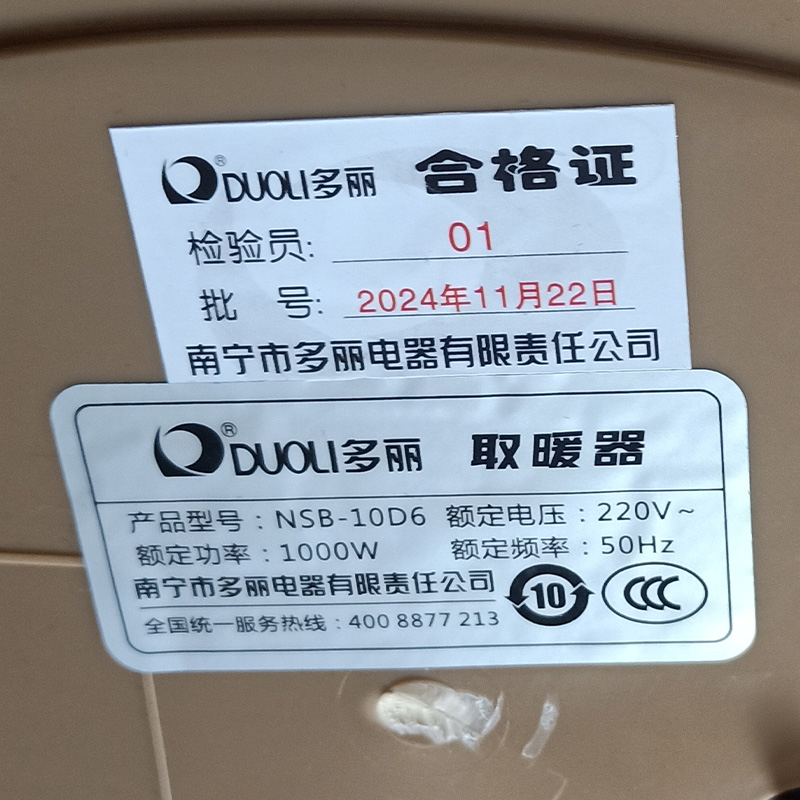 DUOLI多丽® 合格证
检验员: 01
批 号: 2024年11月22日
南宁市多丽电器有限责任公司
DUOLI多丽® 取暖器
产品型号：NSB-10D6 额定电压：220V~
额定功率：1000W 额定频率：50Hz
南宁市多丽电器有限责任公司 10 CCC
全国统一服务热线：400 8877 213